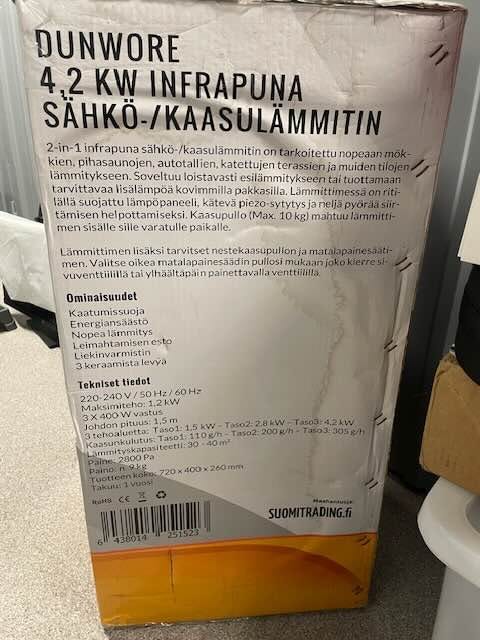 DUNWORE
4,2 KW INFRAPUNA
SÄHKÖ-/KAASULÄMMITIN
2-in-1 infrapuna sähkö-/kaasulämmitin on tarkoitettu nopeaan mök-
kien, pihasaunojen, autotallien, katettujen terassien ja muiden tilojen
lämmitykseen. Soveltuu loistavasti esilämmitykseen tai tuottamaan
tarvittavaa lisälämpöä kovimmilla pakkasilla. Lämmittimessä on riti-
lällä suojattu lämpöpaneeli, kätevä piezo-sytytys ja neljä pyörää siir-
tämisen helpottamiseksi. Kaasupullo (Max. 10 kg) mahtuu lämmitti-
men sisälle sille varatulle paikalle.
Lämmittimen lisäksi tarvitset nestekaasupullon ja matalapainesääti-
men. Valitse oikea matalapainesäädin pullosi mukaan joko kierre si-
vuventtiilillä tai ylhäältäpäin painettavalla venttiilillä.
Ominaisuudet
Kaatumissuoja
Energiansäästö
Nopea lämmitys
Leimahtamisen esto
Liekinvarmistin
3 keraamista levyä
Tekniset tiedot
220-240 V / 50 Hz / 60 Hz
Maksimiteho: 1,2 kW
3 X 400 W vastus
Johdon pituus: 1,5 m
3 tehoaluetta: Taso1: 1,5 kW – Taso2: 2,8 kW – Taso3: 4,2 kW
Kaasunkulutus: Taso1: 110 g/h – Taso2: 200 g/h – Taso3: 305 g/h
Lämmityskapasiteetti: 30 - 40 m²
Paine: 2800 Pa
Paino: n. 9 kg
Tuotteen koko: 720 x 400 x 260 mm
Takuu: 1 vuosi
RoHS CE
Maahantuoja:
SUOMITRADING.fi
6 438014 251523